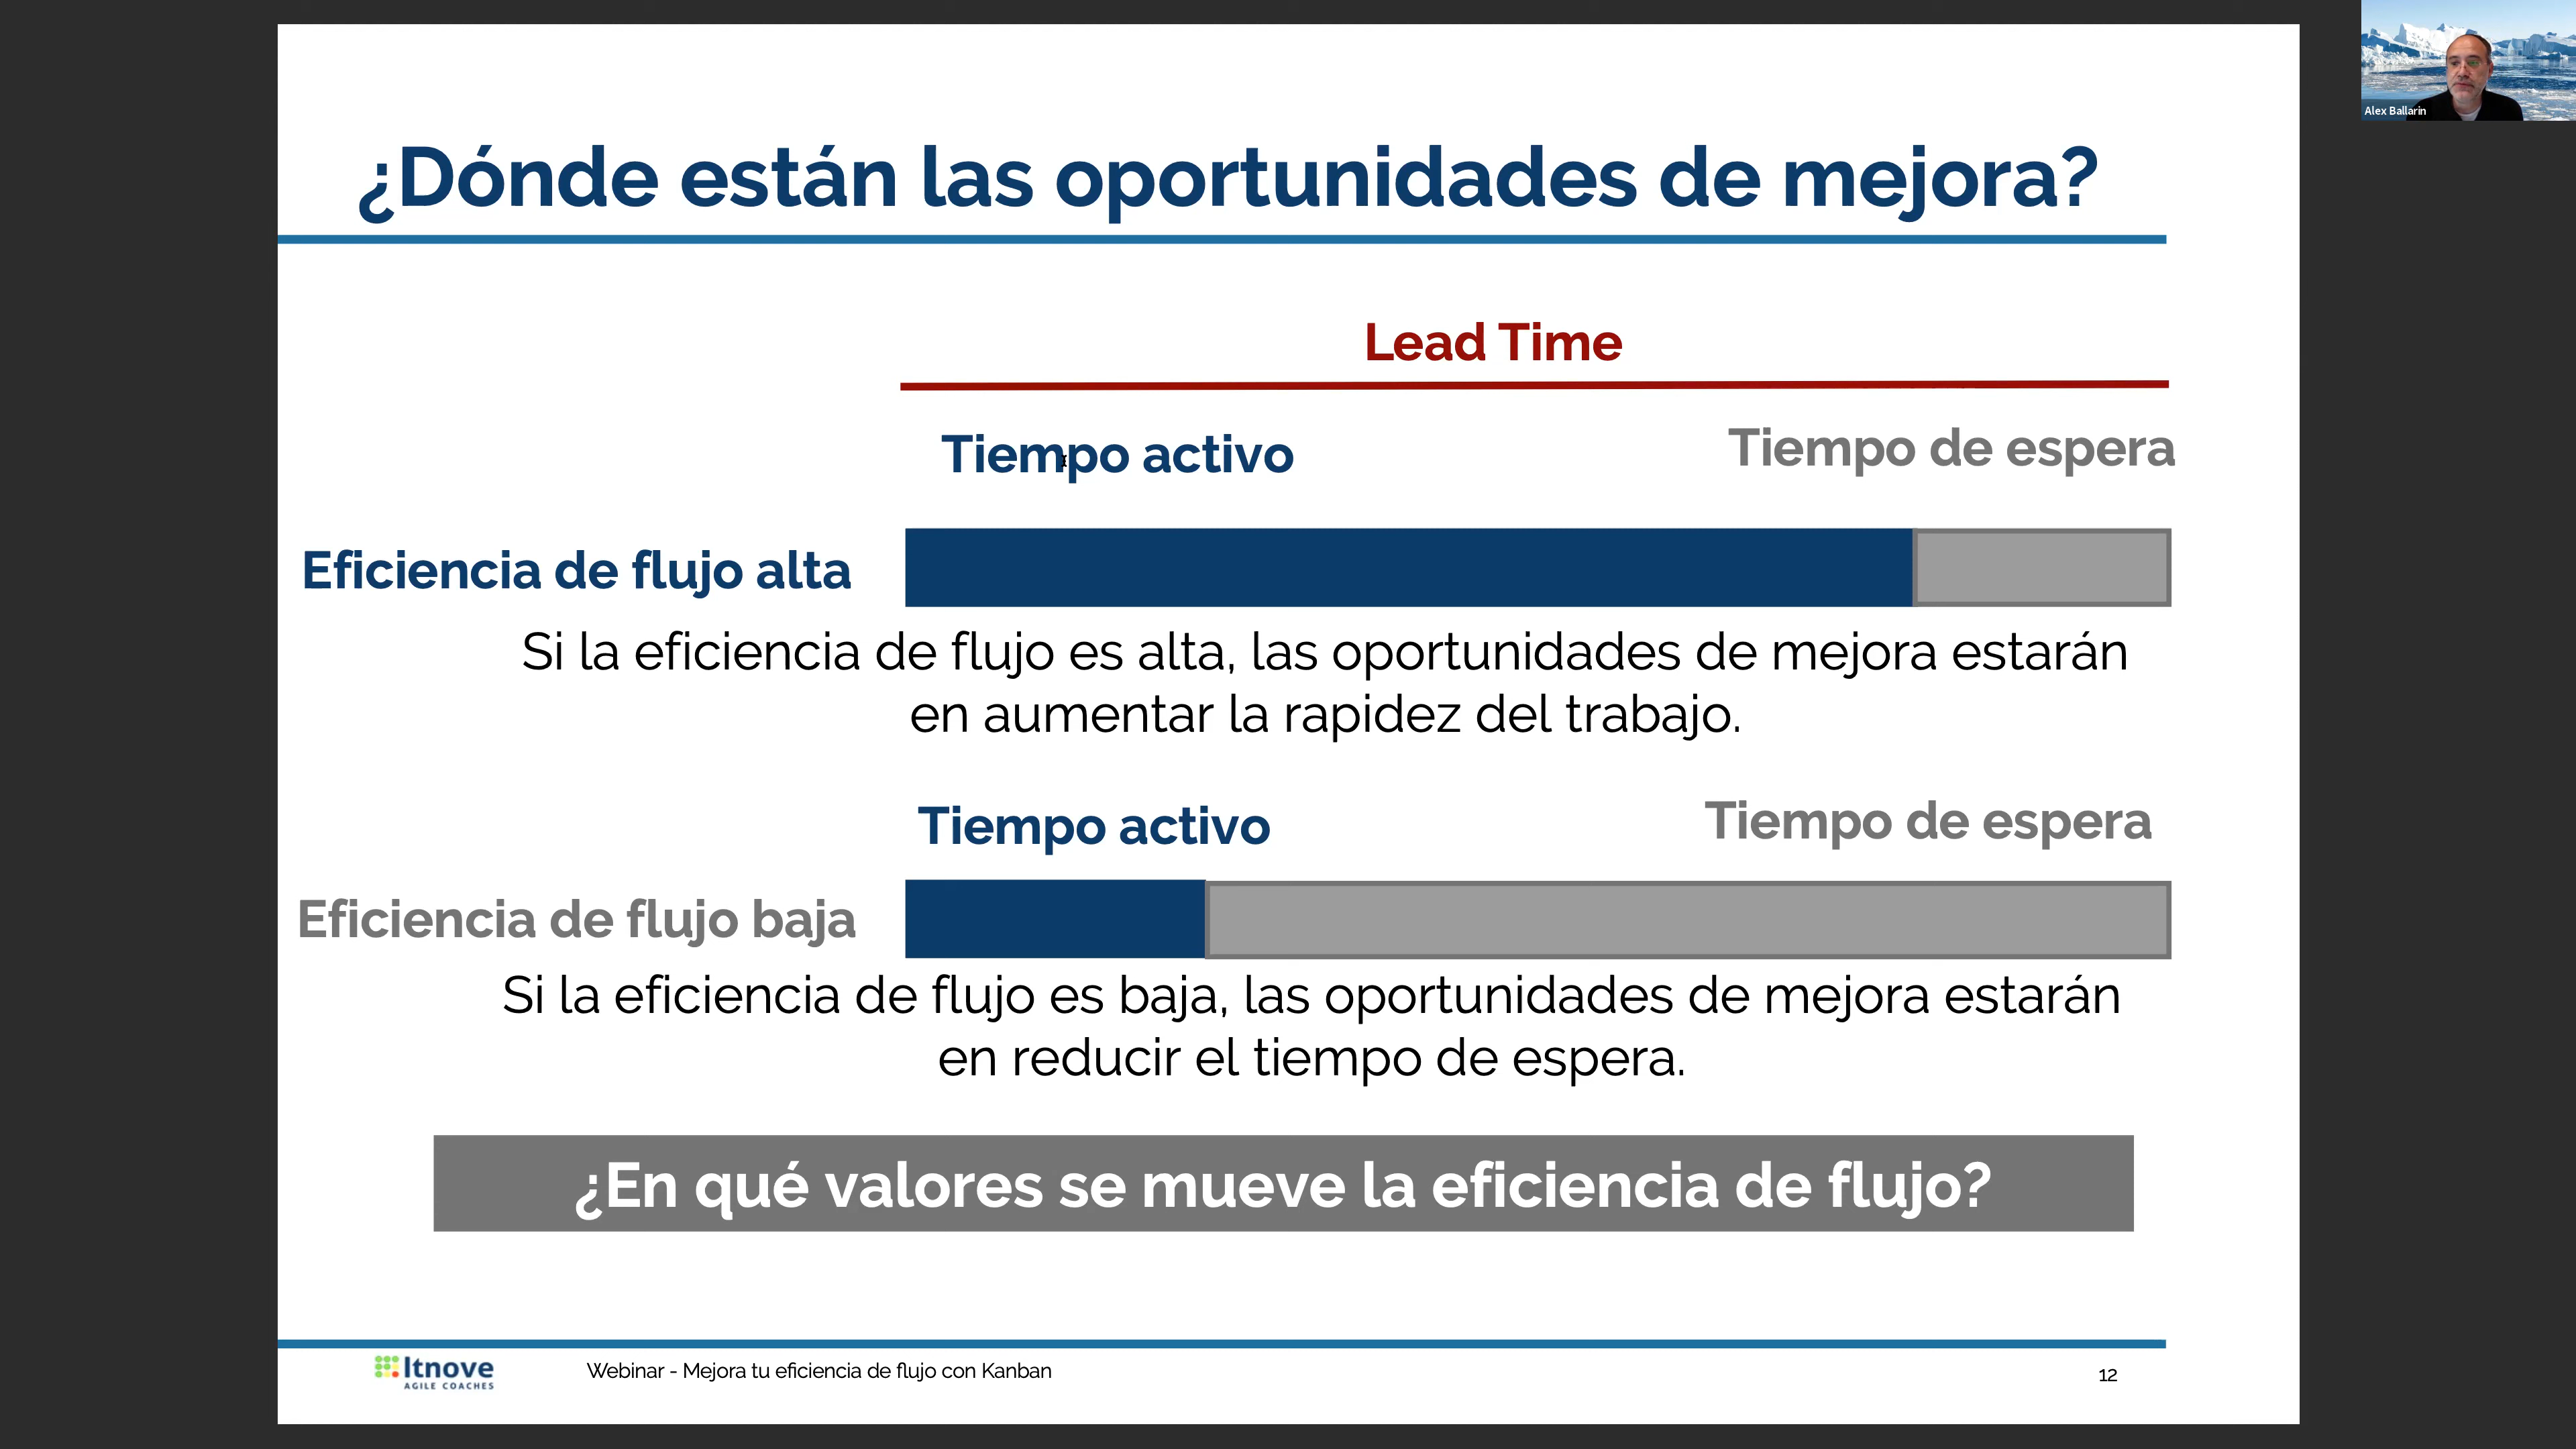 Alex Ballarin
¿Dónde están las oportunidades de mejora?
Lead Time
Tiempo activo
Tiempo de espera
Eficiencia de flujo alta
Si la eficiencia de flujo es alta, las oportunidades de mejora estarán
en aumentar la rapidez del trabajo.
Tiempo activo
Tiempo de espera
Eficiencia de flujo baja
Si la eficiencia de flujo es baja, las oportunidades de mejora estarán
en reducir el tiempo de espera.
¿En qué valores se mueve la eficiencia de flujo?
Itnove
AGILE COACHES
Webinar - Mejora tu eficiencia de flujo con Kanban
12